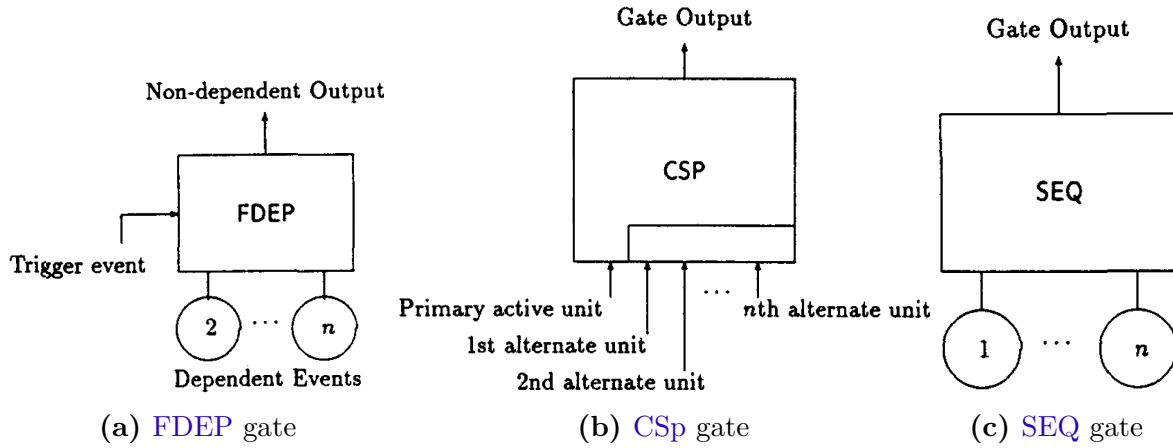 Non-dependent Output
FDEP
Trigger event
2 ··· n
Dependent Events
(a) FDEP gate
Gate Output
CSP
···
Primary active unit
nth alternate unit
1st alternate unit
2nd alternate unit
(b) CSp gate
Gate Output
SEQ
1 ··· n
(c) SEQ gate